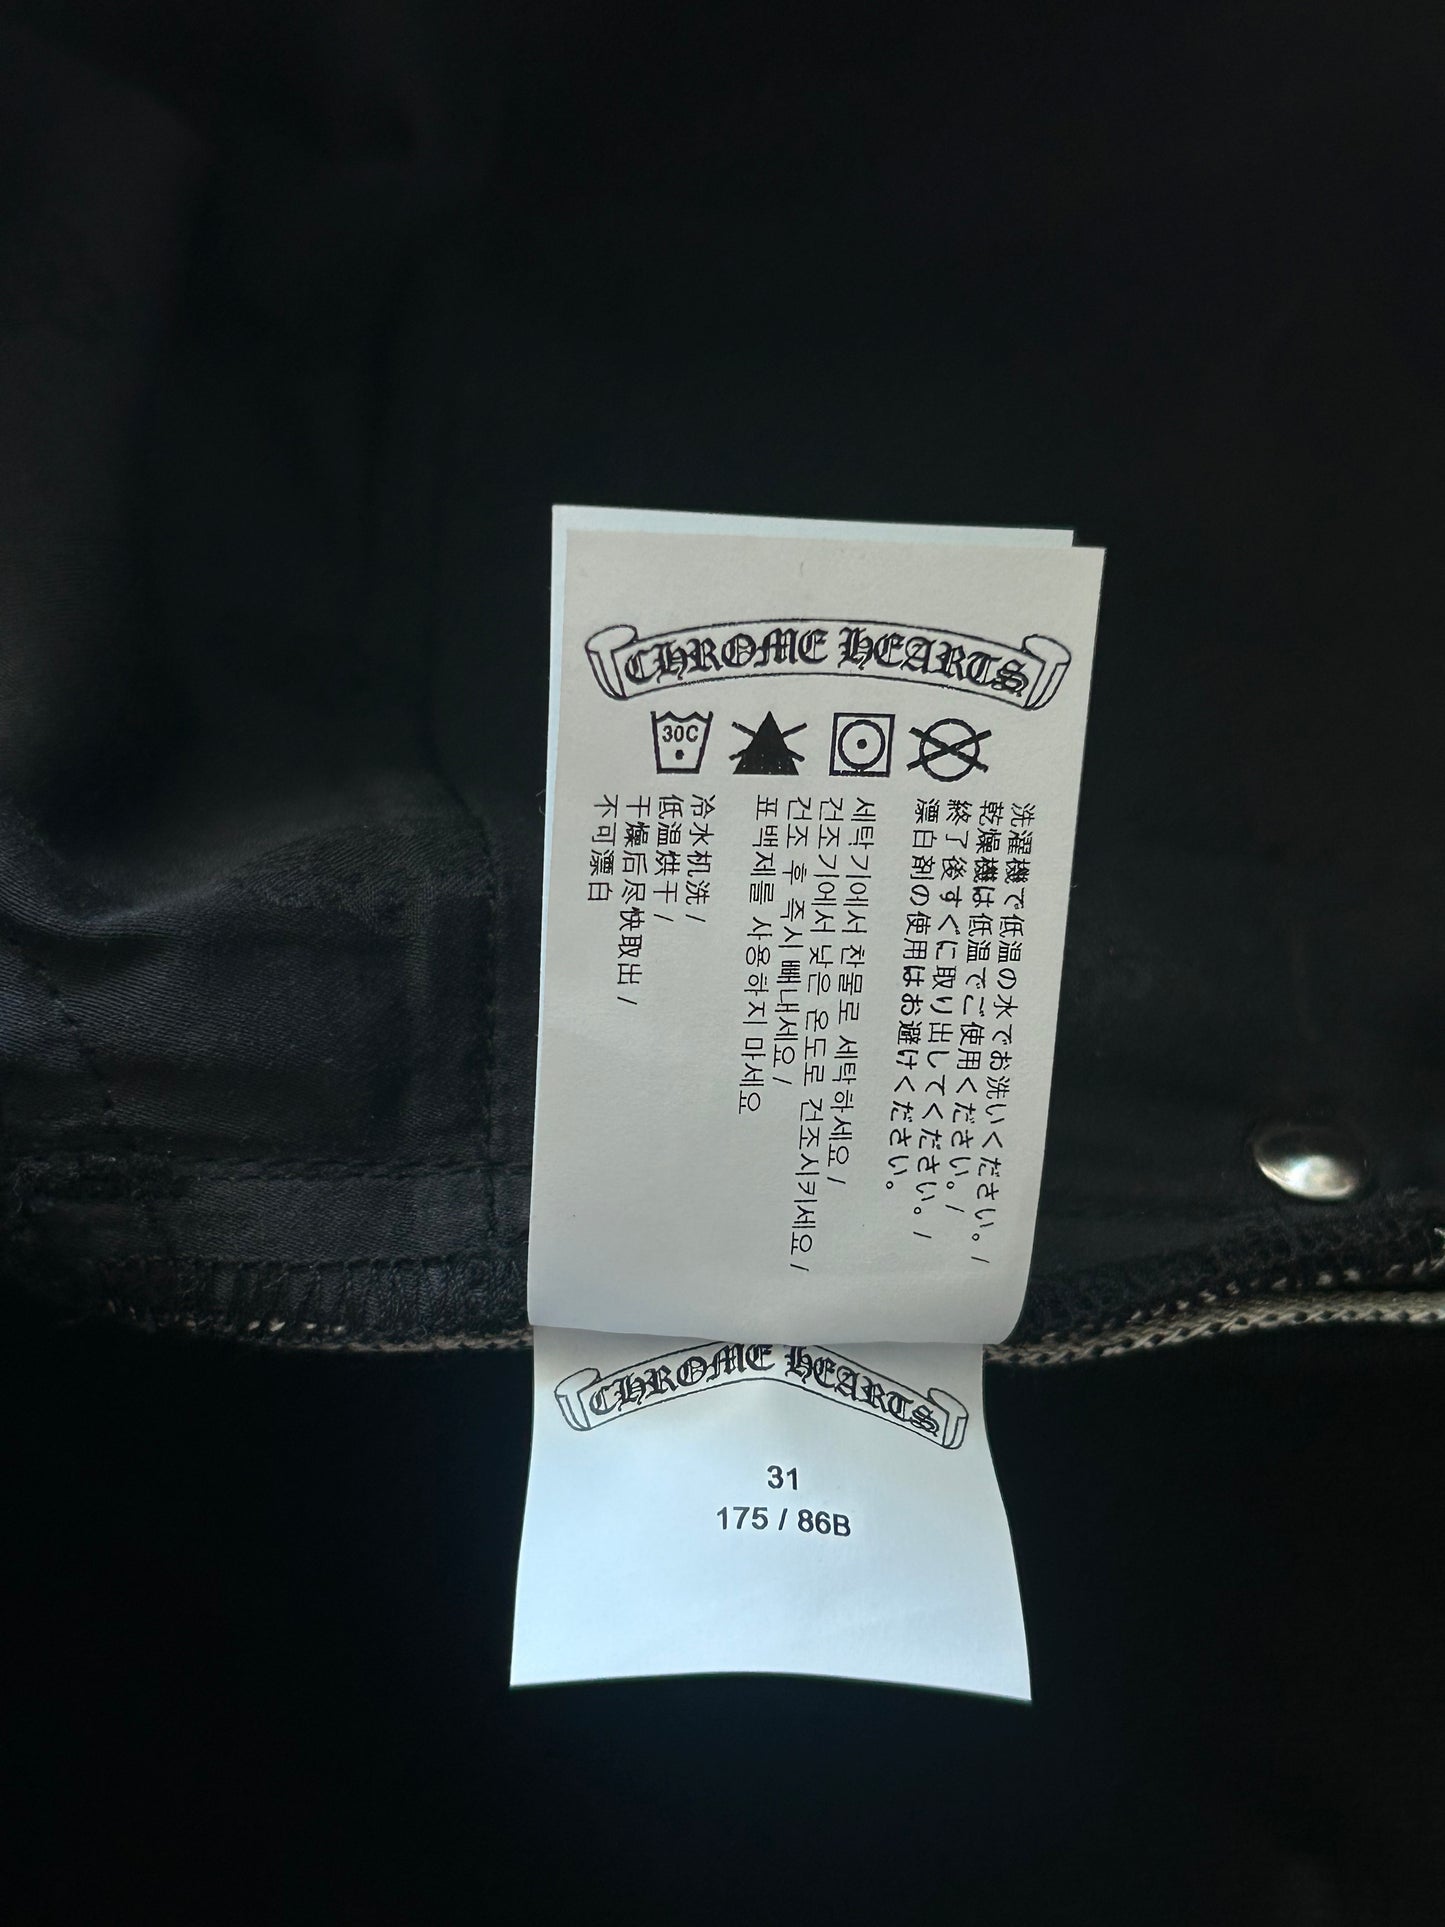 CHROME HEARTS
30C
洗濯機で低温の水でお洗いください。/
乾燥機は低温でご使用ください。/
終了後すぐに取り出してください。/
漂白剤の使用はお避けください。
세탁기에서 찬물로 세탁하세요 /
건조기에서 낮은 온도로 건조시키세요 /
건조 후 즉시 빼내세요 /
표백제를 사용하지 마세요
冷水机洗 /
低温烘干 /
干燥后尽快取出 /
不可漂白
CHROME HEARTS
31
175 / 86B